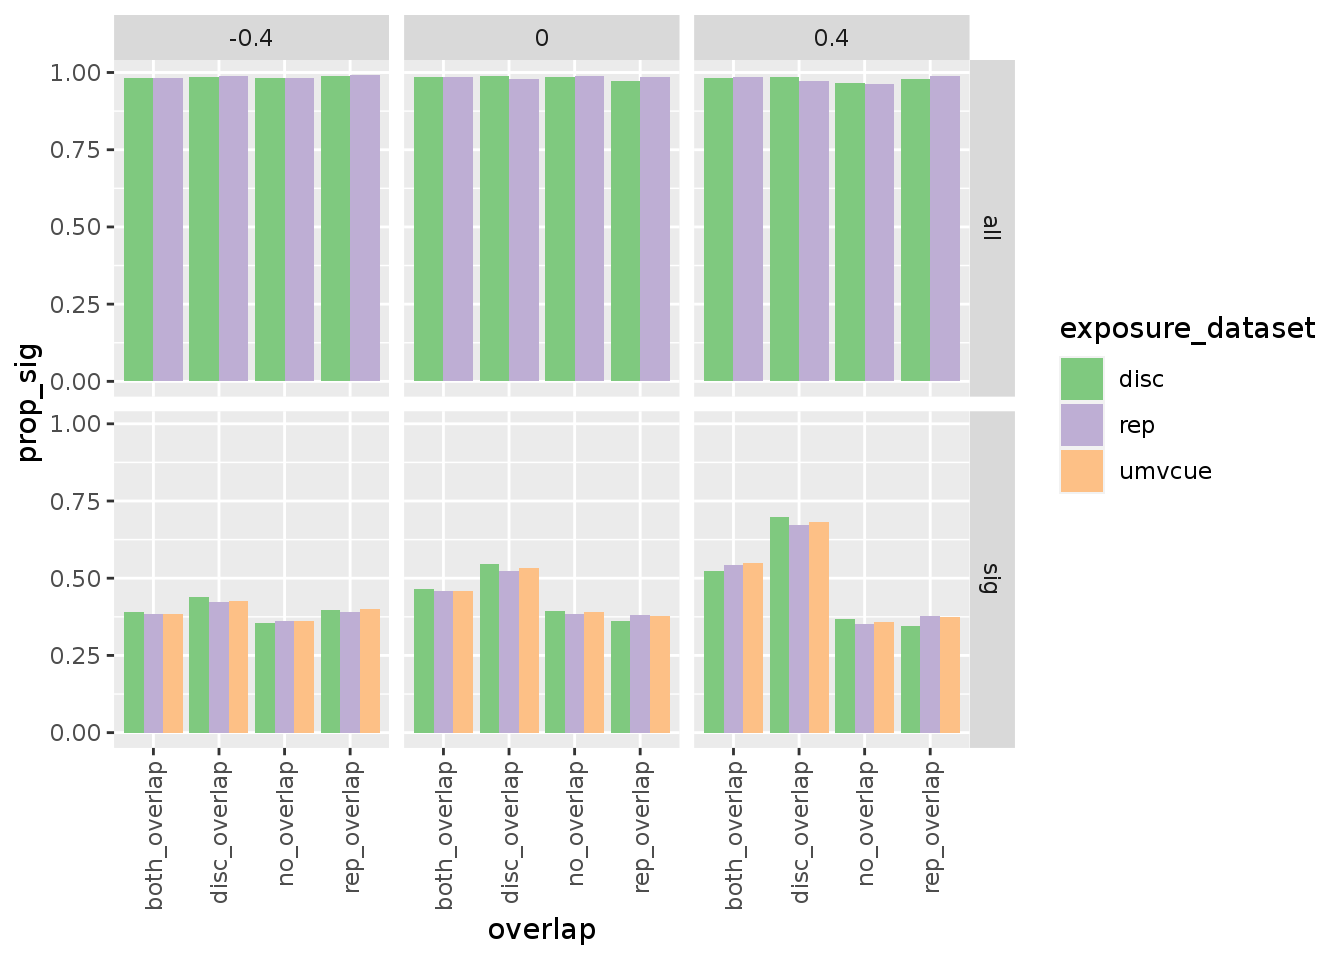 -0.4
0
0.4
1.00
0.75
0.50
0.25
0.00
all
1.00
0.75
0.50
0.25
0.00
sig
prop_sig
both_overlap
disc_overlap
no_overlap
rep_overlap
both_overlap
disc_overlap
no_overlap
rep_overlap
both_overlap
disc_overlap
no_overlap
rep_overlap
overlap
exposure_dataset
disc
rep
umvcue